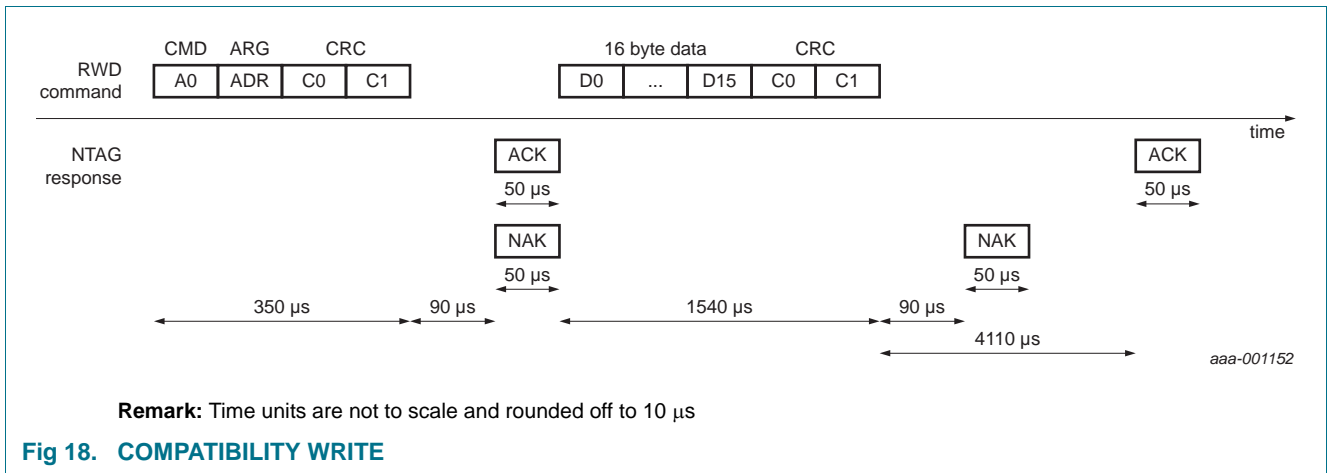 CMD ARG CRC 16 byte data CRC
RWD command
A0 ADR C0 C1 D0 ... D15 C0 C1
time
NTAG response
ACK ACK
50 µs 50 µs
NAK NAK
50 µs 50 µs
350 µs 90 µs 1540 µs 90 µs
4110 µs
aaa-001152
Remark: Time units are not to scale and rounded off to 10 µs
Fig 18. COMPATIBILITY WRITE